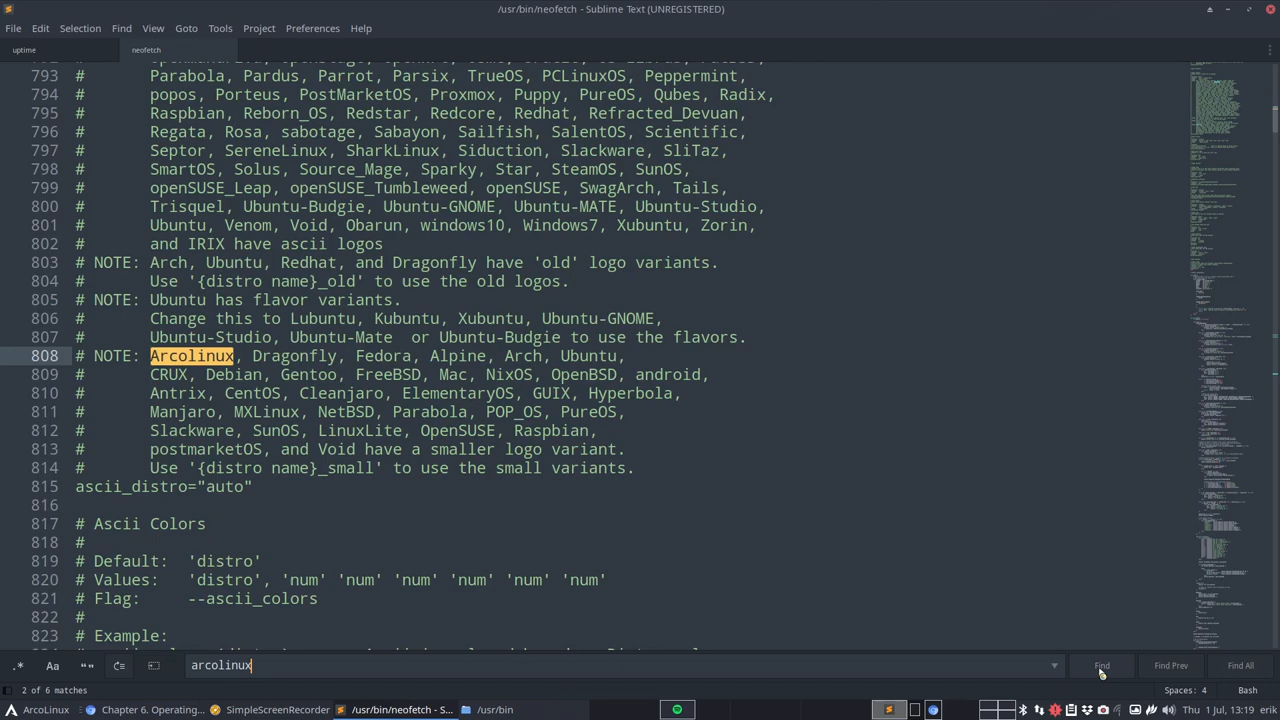 /usr/bin/neofetch - Sublime Text (UNREGISTERED)
File Edit Selection Find View Goto Tools Project Preferences Help
uptime neofetch
793 # Parabola, Pardus, Parrot, Parsix, TrueOS, PCLinuxOS, Peppermint,
794 # popos, Porteus, PostMarketOS, Proxmox, Puppy, PureOS, Qubes, Radix,
795 # Raspbian, Reborn_OS, Redstar, Redcore, Redhat, Refracted_Devuan,
796 # Regata, Rosa, sabotage, Sabayon, Sailfish, SalentOS, Scientific,
797 # Septor, SereneLinux, SharkLinux, Siduction, Slackware, SliTaz,
798 # SmartOS, Solus, Source_Mage, Sparky, Star, SteamOS, SunOS,
799 # openSUSE_Leap, openSUSE_Tumbleweed, openSUSE, SwagArch, Tails,
800 # Trisquel, Ubuntu-Budgie, Ubuntu-GNOME, Ubuntu-MATE, Ubuntu-Studio,
801 # Ubuntu, Venom, Void, Obarun, Windows10, Windows7, Xubuntu, Zorin,
802 # and IRIX have ascii logos
803 # NOTE: Arch, Ubuntu, Redhat, and Dragonfly have 'old' logo variants.
804 # Use '{distro name}_old' to use the old logos.
805 # NOTE: Ubuntu has flavor variants.
806 # Change this to Lubuntu, Kubuntu, Xubuntu, Ubuntu-GNOME,
807 # Ubuntu-Studio, Ubuntu-Mate or Ubuntu-Budgie to use the flavors.
808 # NOTE: Arcolinux, Dragonfly, Fedora, Alpine, Arch, Ubuntu,
809 # CRUX, Debian, Gentoo, FreeBSD, Mac, NixOS, OpenBSD, android,
810 # Antrix, CentOS, Cleanjaro, ElementaryOS, GUIX, Hyperbola,
811 # Manjaro, MXLinux, NetBSD, Parabola, POP_OS, PureOS,
812 # Slackware, SunOS, LinuxLite, OpenSUSE, Raspbian,
813 # postmarketOS, and Void have a smaller logo variant.
814 # Use '{distro name}_small' to use the small variants.
815 ascii_distro="auto"
816
817 # Ascii Colors
818 #
819 # Default: 'distro'
820 # Values: 'distro', 'num' 'num' 'num' 'num' 'num' 'num'
821 # Flag: --ascii_colors
822 #
823 # Example:
.* Aa arcolinux Find Find Prev Find All
2 of 6 matches Spaces: 4 Bash
ArcoLinux Chapter 6. Operating... SimpleScreenRecorder /usr/bin/neofetch - S... /usr/bin Thu 1 Jul, 13:19 erik